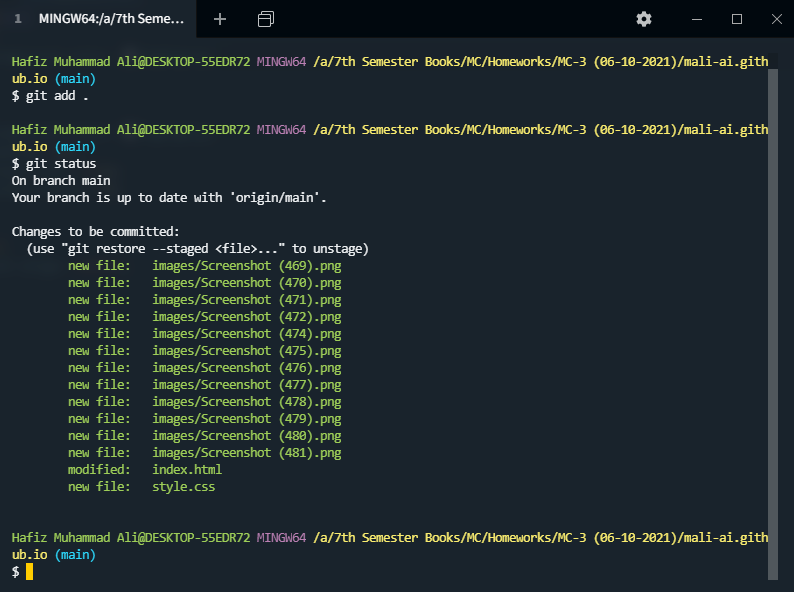 1 MINGW64:/a/7th Seme...
Hafiz Muhammad Ali@DESKTOP-55EDR72 MINGW64 /a/7th Semester Books/MC/Homeworks/MC-3 (06-10-2021)/mali-ai.gith
ub.io (main)
$ git add .
Hafiz Muhammad Ali@DESKTOP-55EDR72 MINGW64 /a/7th Semester Books/MC/Homeworks/MC-3 (06-10-2021)/mali-ai.gith
ub.io (main)
$ git status
On branch main
Your branch is up to date with 'origin/main'.
Changes to be committed:
(use "git restore --staged <file>..." to unstage)
new file: images/Screenshot (469).png
new file: images/Screenshot (470).png
new file: images/Screenshot (471).png
new file: images/Screenshot (472).png
new file: images/Screenshot (474).png
new file: images/Screenshot (475).png
new file: images/Screenshot (476).png
new file: images/Screenshot (477).png
new file: images/Screenshot (478).png
new file: images/Screenshot (479).png
new file: images/Screenshot (480).png
new file: images/Screenshot (481).png
modified: index.html
new file: style.css
Hafiz Muhammad Ali@DESKTOP-55EDR72 MINGW64 /a/7th Semester Books/MC/Homeworks/MC-3 (06-10-2021)/mali-ai.gith
ub.io (main)
$